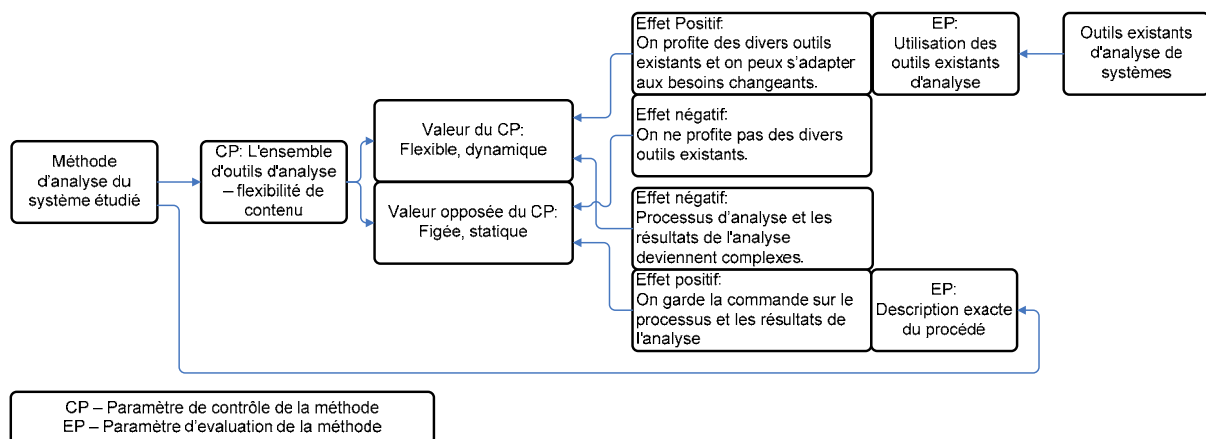 Méthode
d'analyse du
système étudié
CP: L'ensemble
d'outils d'analyse
– flexibilité de
contenu
Valeur du CP:
Flexible, dynamique
Valeur opposée du CP:
Figée, statique
Effet Positif:
On profite des divers outils
existants et on peux s'adapter
aux besoins changeants.
EP:
Utilisation des
outils existants
d'analyse
Outils existants
d'analyse de
systèmes
Effet négatif:
On ne profite pas des divers
outils existants.
Effet négatif:
Processus d'analyse et les
résultats de l'analyse
deviennent complexes.
Effet positif:
On garde la commande sur le
processus et les résultats de
l'analyse
EP:
Description exacte
du procédé
CP – Paramètre de contrôle de la méthode
EP – Paramètre d'evaluation de la méthode